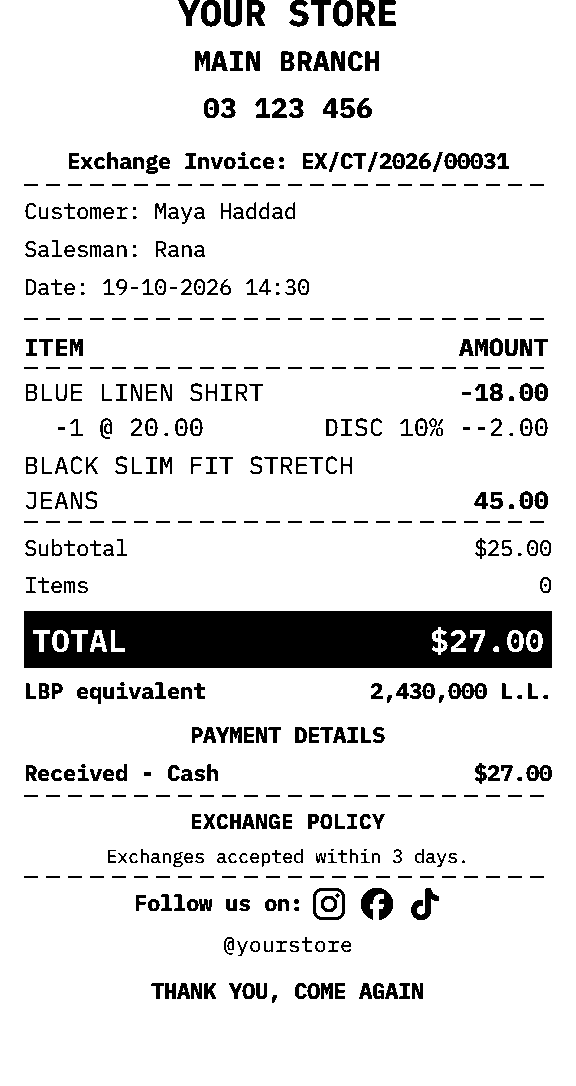 YOUR STORE
MAIN BRANCH
03 123 456
Exchange Invoice: EX/CT/2026/00031
Customer: Maya Haddad
Salesman: Rana
Date: 19-10-2026 14:30
ITEM AMOUNT
BLUE LINEN SHIRT -18.00
-1 @ 20.00 DISC 10% --2.00
BLACK SLIM FIT STRETCH
JEANS 45.00
Subtotal $25.00
Items 0
TOTAL $27.00
LBP equivalent 2,430,000 L.L.
PAYMENT DETAILS
Received - Cash $27.00
EXCHANGE POLICY
Exchanges accepted within 3 days.
Follow us on:
@yourstore
THANK YOU, COME AGAIN